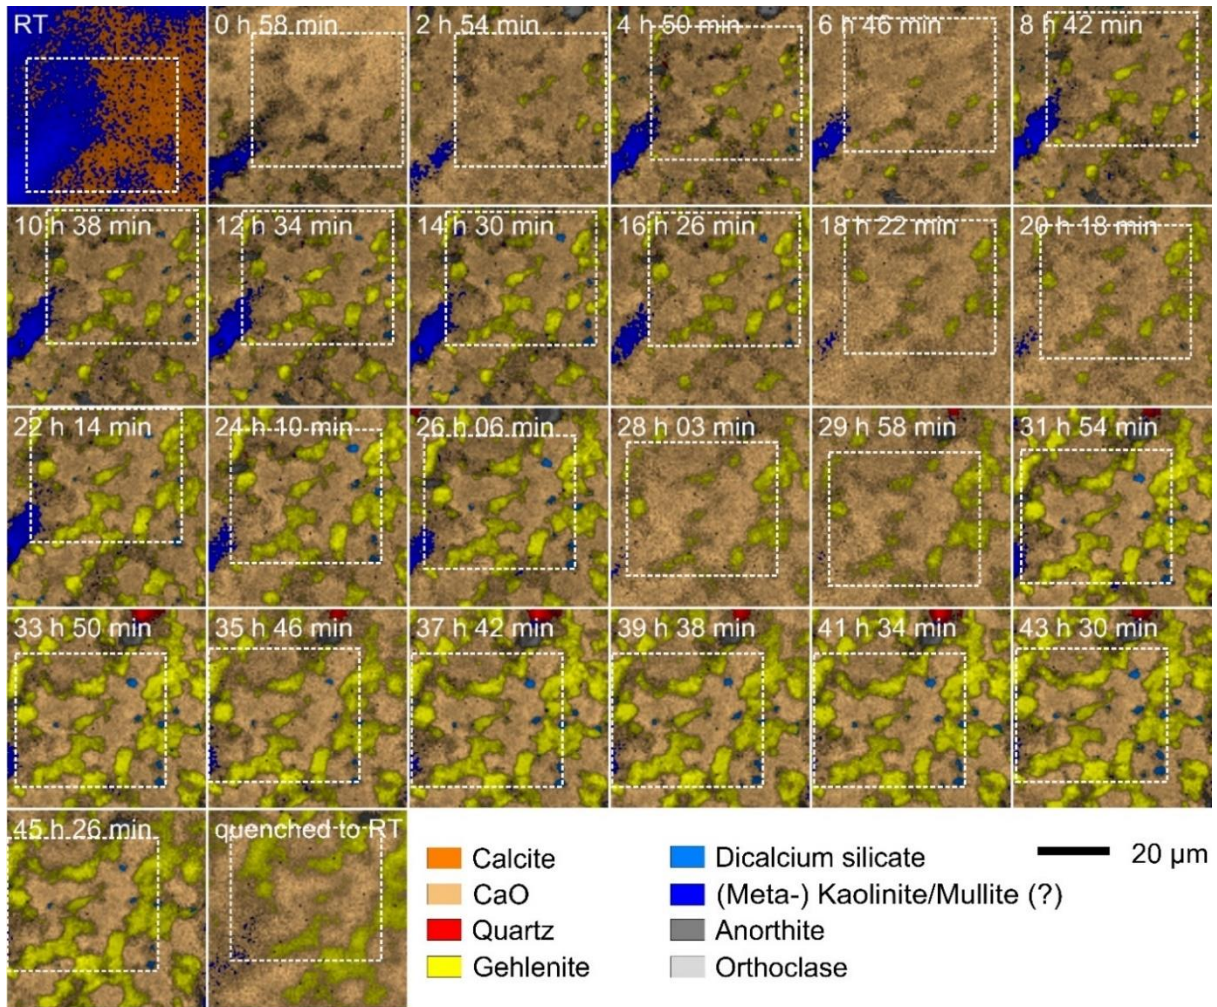 RT
0 h 58 min
2 h 54 min
4 h 50 min
6 h 46 min
8 h 42 min
10 h 38 min
12 h 34 min
14 h 30 min
16 h 26 min
18 h 22 min
20 h 18 min
22 h 14 min
24 h 10 min
26 h 06 min
28 h 03 min
29 h 58 min
31 h 54 min
33 h 50 min
35 h 46 min
37 h 42 min
39 h 38 min
41 h 34 min
43 h 30 min
45 h 26 min
quenched to RT
Calcite
CaO
Quartz
Gehlenite
Dicalcium silicate
(Meta-) Kaolinite/Mullite (?)
Anorthite
Orthoclase
20 µm